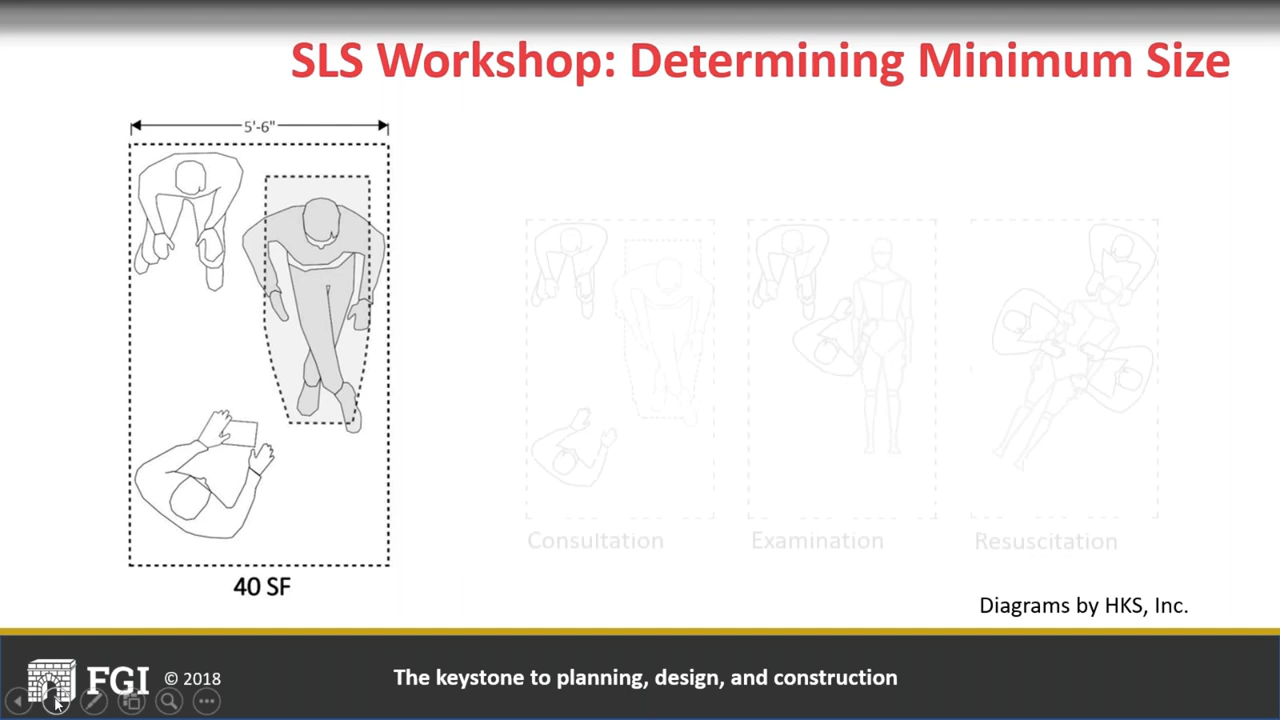 SLS Workshop: Determining Minimum Size
5'-6"
40 SF
Consultation
Examination
Resuscitation
Diagrams by HKS, Inc.
FGI © 2018
The keystone to planning, design, and construction